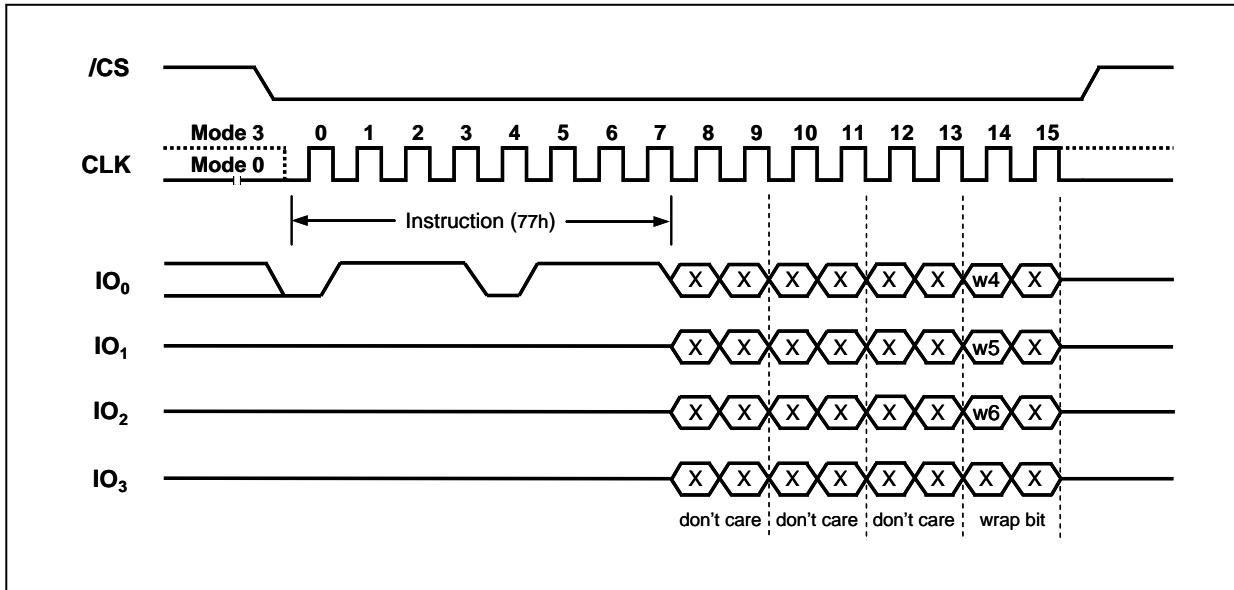 /CS
Mode 3 0 1 2 3 4 5 6 7 8 9 10 11 12 13 14 15
CLK Mode 0
Instruction (77h)
IO0 X X X X X X w4 X
IO1 X X X X X X w5 X
IO2 X X X X X X w6 X
IO3 X X X X X X X X
don't care don't care don't care wrap bit